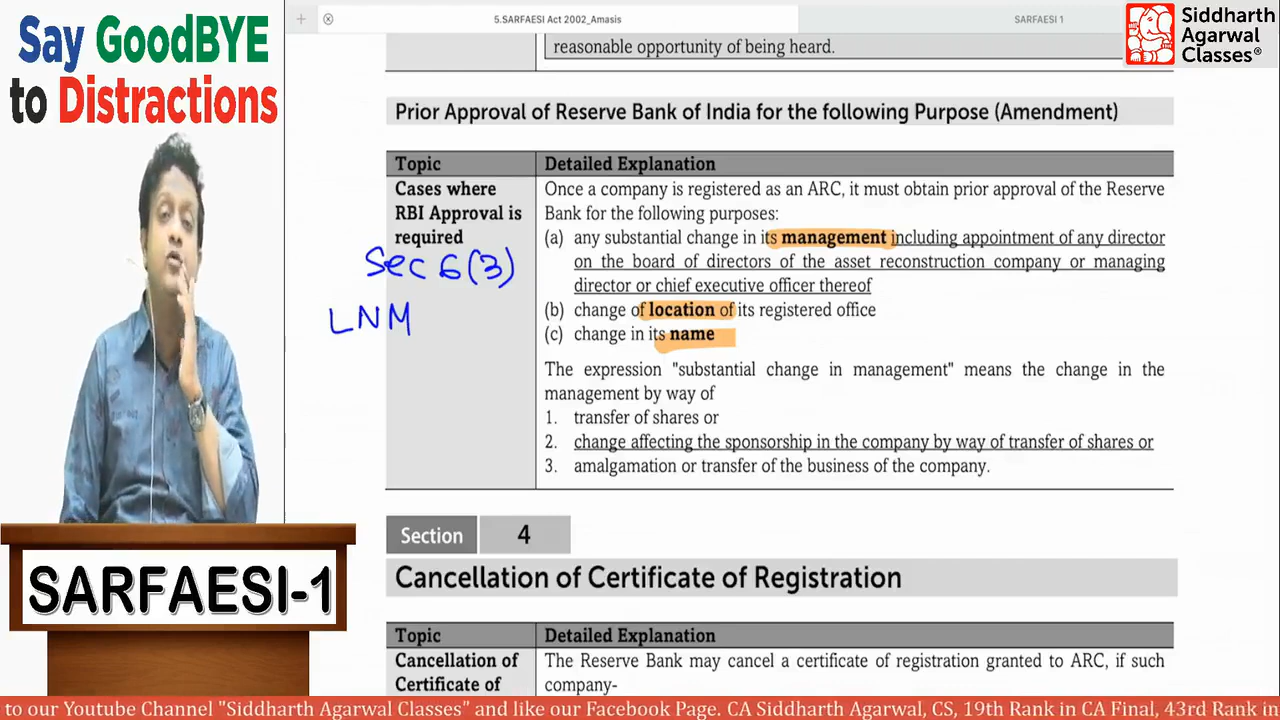 Say GoodBYE
to Distractions
5.SARFAESI Act 2002_Amasis
SARFAESI 1
Siddharth
Agarwal
Classes®
reasonable opportunity of being heard.
Prior Approval of Reserve Bank of India for the following Purpose (Amendment)
Topic
Detailed Explanation
Cases where
RBI Approval is
required
Sec 6(3)
LNM
Once a company is registered as an ARC, it must obtain prior approval of the Reserve
Bank for the following purposes:
(a) any substantial change in its management including appointment of any director
on the board of directors of the asset reconstruction company or managing
director or chief executive officer thereof
(b) change of location of its registered office
(c) change in its name
The expression "substantial change in management" means the change in the
management by way of
1. transfer of shares or
2. change affecting the sponsorship in the company by way of transfer of shares or
3. amalgamation or transfer of the business of the company.
Section 4
Cancellation of Certificate of Registration
Topic
Detailed Explanation
Cancellation of
Certificate of
The Reserve Bank may cancel a certificate of registration granted to ARC, if such
company-
SARFAESI-1
to our Youtube Channel "Siddharth Agarwal Classes" and like our Facebook Page. CA Siddharth Agarwal, CS, 19th Rank in CA Final, 43rd Rank in